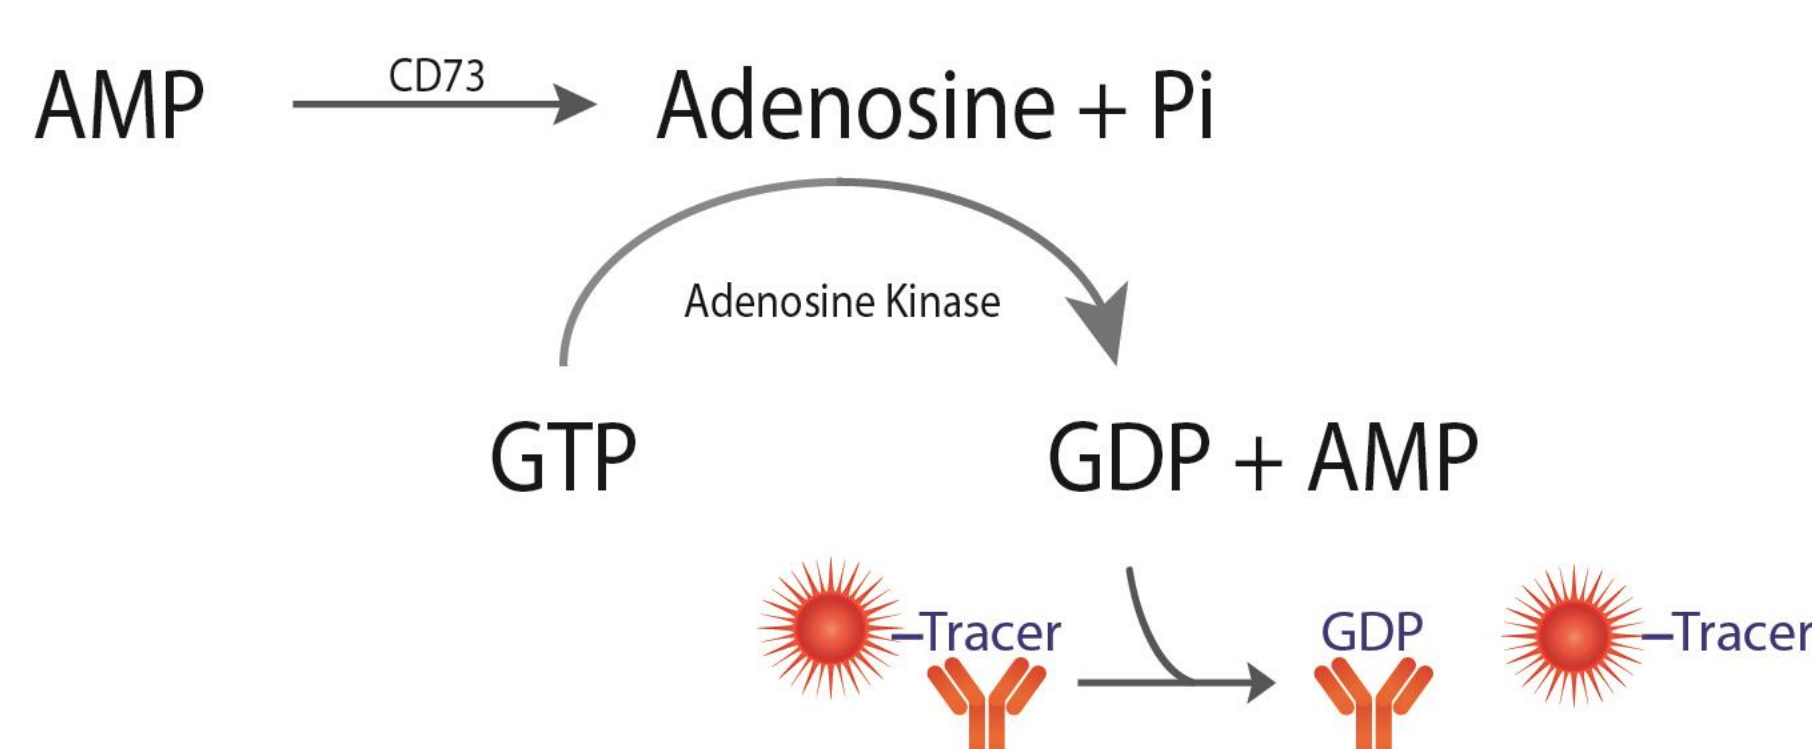 CD73
AMP Adenosine + Pi
Adenosine Kinase
GTP GDP + AMP
Tracer GDP Tracer